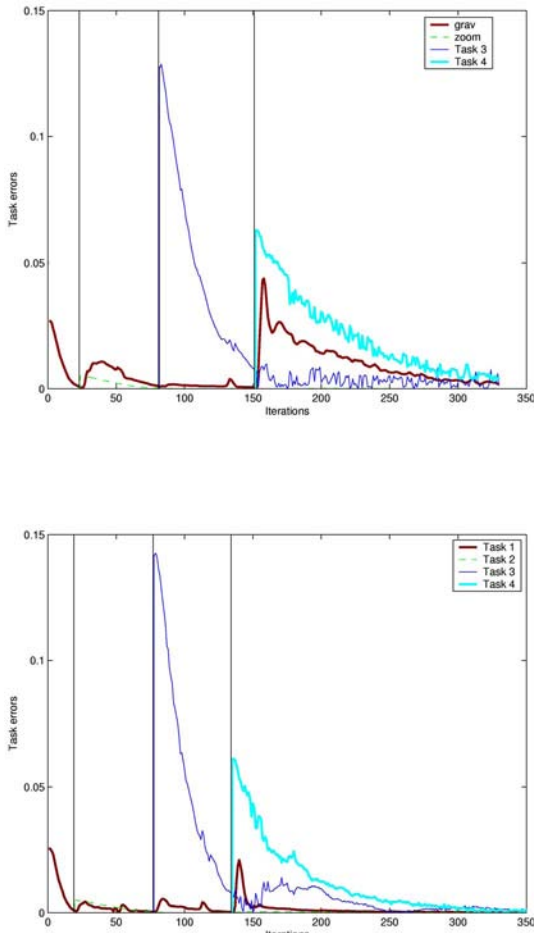 0.15
grav
zoom
Task 3
Task 4
0.1
Task errors
0.05
0
0 50 100 150 200 250 300 350
Iterations
0.15
Task 1
Task 2
Task 3
Task 4
0.1
Task errors
0.05
0
0 50 100 150 200 250 300 350
Iterations